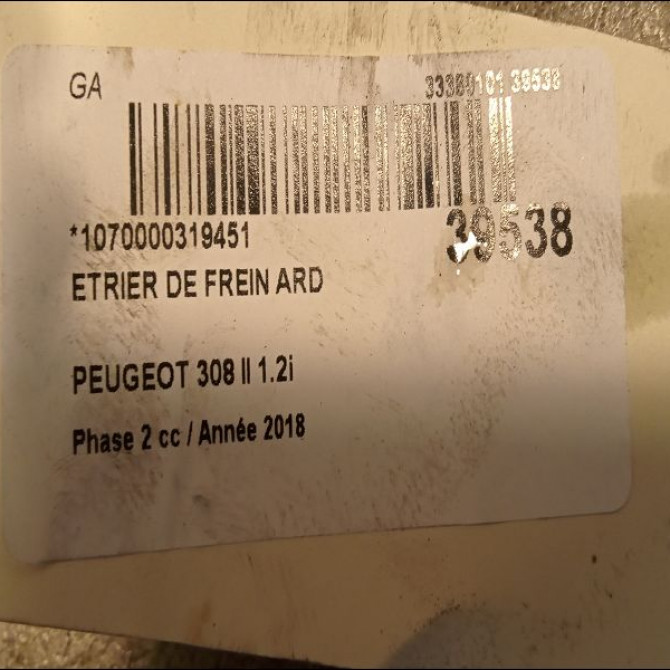 GA 33380101 39538
*1070000319451 39538
ETRIER DE FREIN ARD
PEUGEOT 308 II 1.2i
Phase 2 cc / Année 2018